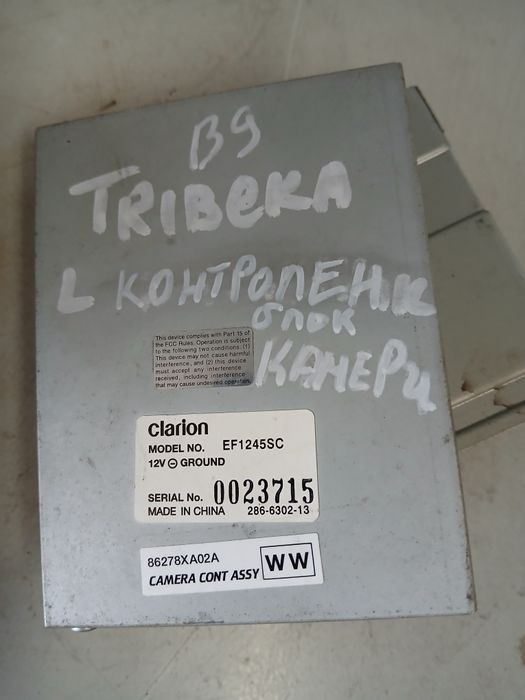 B9
TRIBEKA
L КОНТРОЛЕНК
блок
КАМЕРИ
This device complies with Part 15 of
the FCC Rules. Operation is subject
to the following two conditions: (1)
This device may not cause harmful
interference, and (2) this device
must accept any interference
received, including interference
that may cause undesired operation.
clarion
MODEL NO. EF1245SC
12V ⊖ GROUND
SERIAL No. 0023715
MADE IN CHINA 286-6302-13
86278XA02A
CAMERA CONT ASSY WW